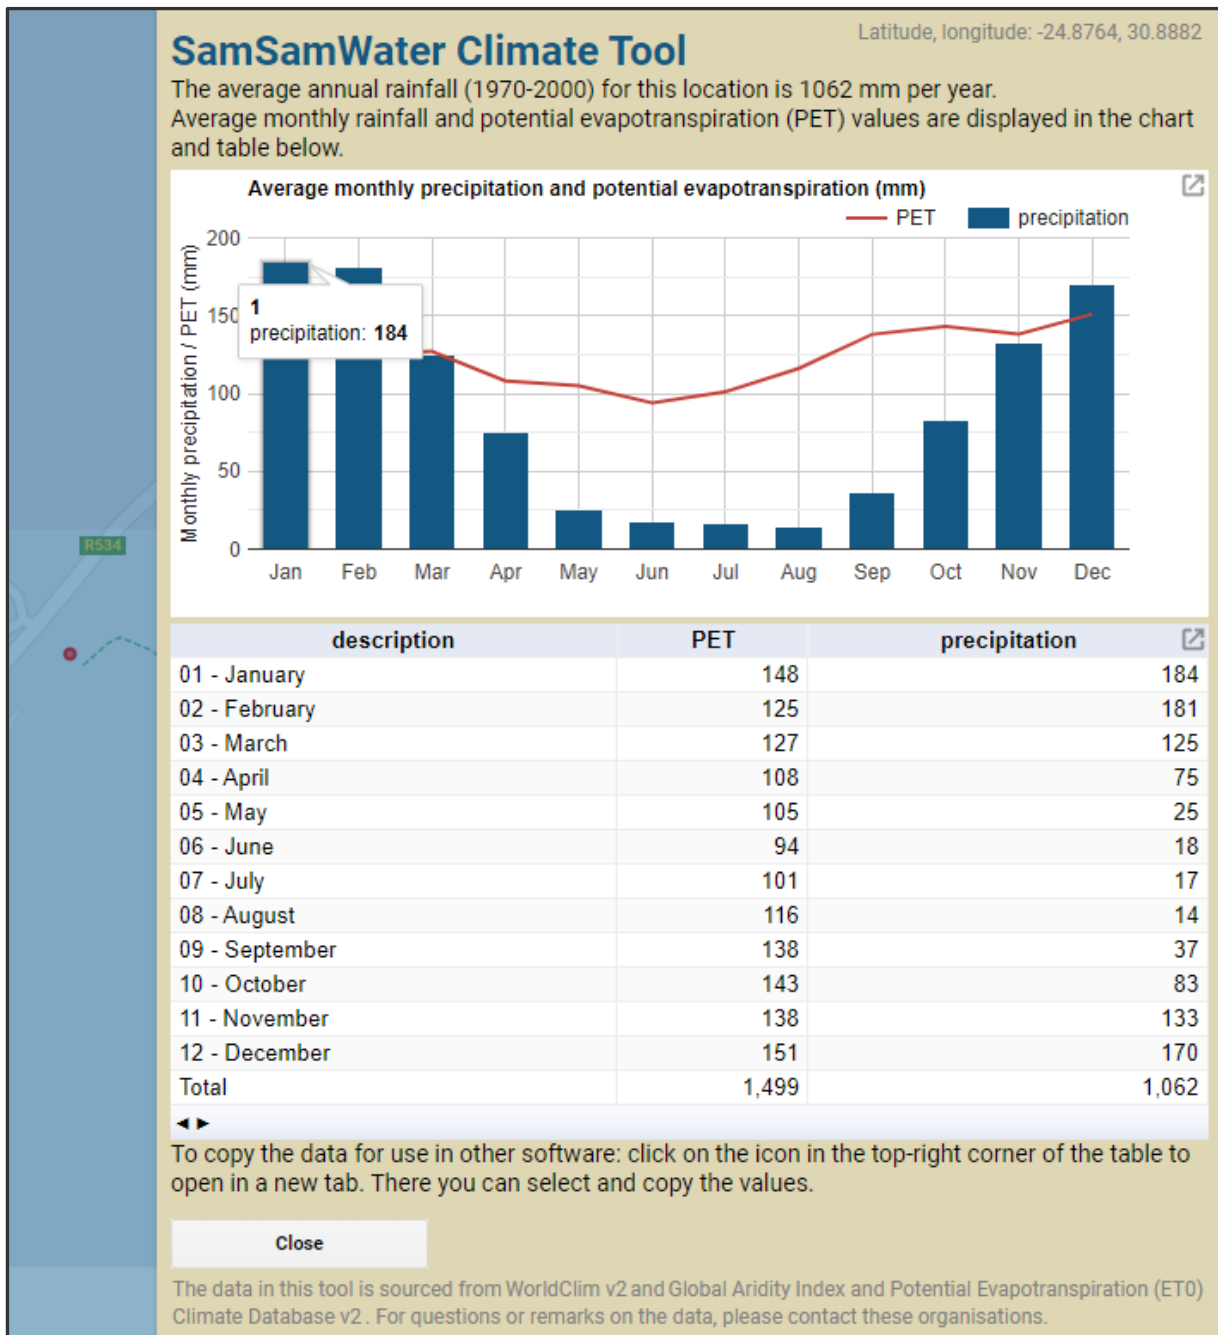 Latitude, longitude: -24.8764, 30.8882
SamSamWater Climate Tool
The average annual rainfall (1970-2000) for this location is 1062 mm per year.
Average monthly rainfall and potential evapotranspiration (PET) values are displayed in the chart
and table below.
Average monthly precipitation and potential evapotranspiration (mm)
PET precipitation
Monthly precipitation / PET (mm)
200
150
100
50
0
1
precipitation: 184
Jan Feb Mar Apr May Jun Jul Aug Sep Oct Nov Dec
R534
description PET precipitation
01 - January 148 184
02 - February 125 181
03 - March 127 125
04 - April 108 75
05 - May 105 25
06 - June 94 18
07 - July 101 17
08 - August 116 14
09 - September 138 37
10 - October 143 83
11 - November 138 133
12 - December 151 170
Total 1,499 1,062
To copy the data for use in other software: click on the icon in the top-right corner of the table to
open in a new tab. There you can select and copy the values.
Close
The data in this tool is sourced from WorldClim v2 and Global Aridity Index and Potential Evapotranspiration (ET0)
Climate Database v2. For questions or remarks on the data, please contact these organisations.